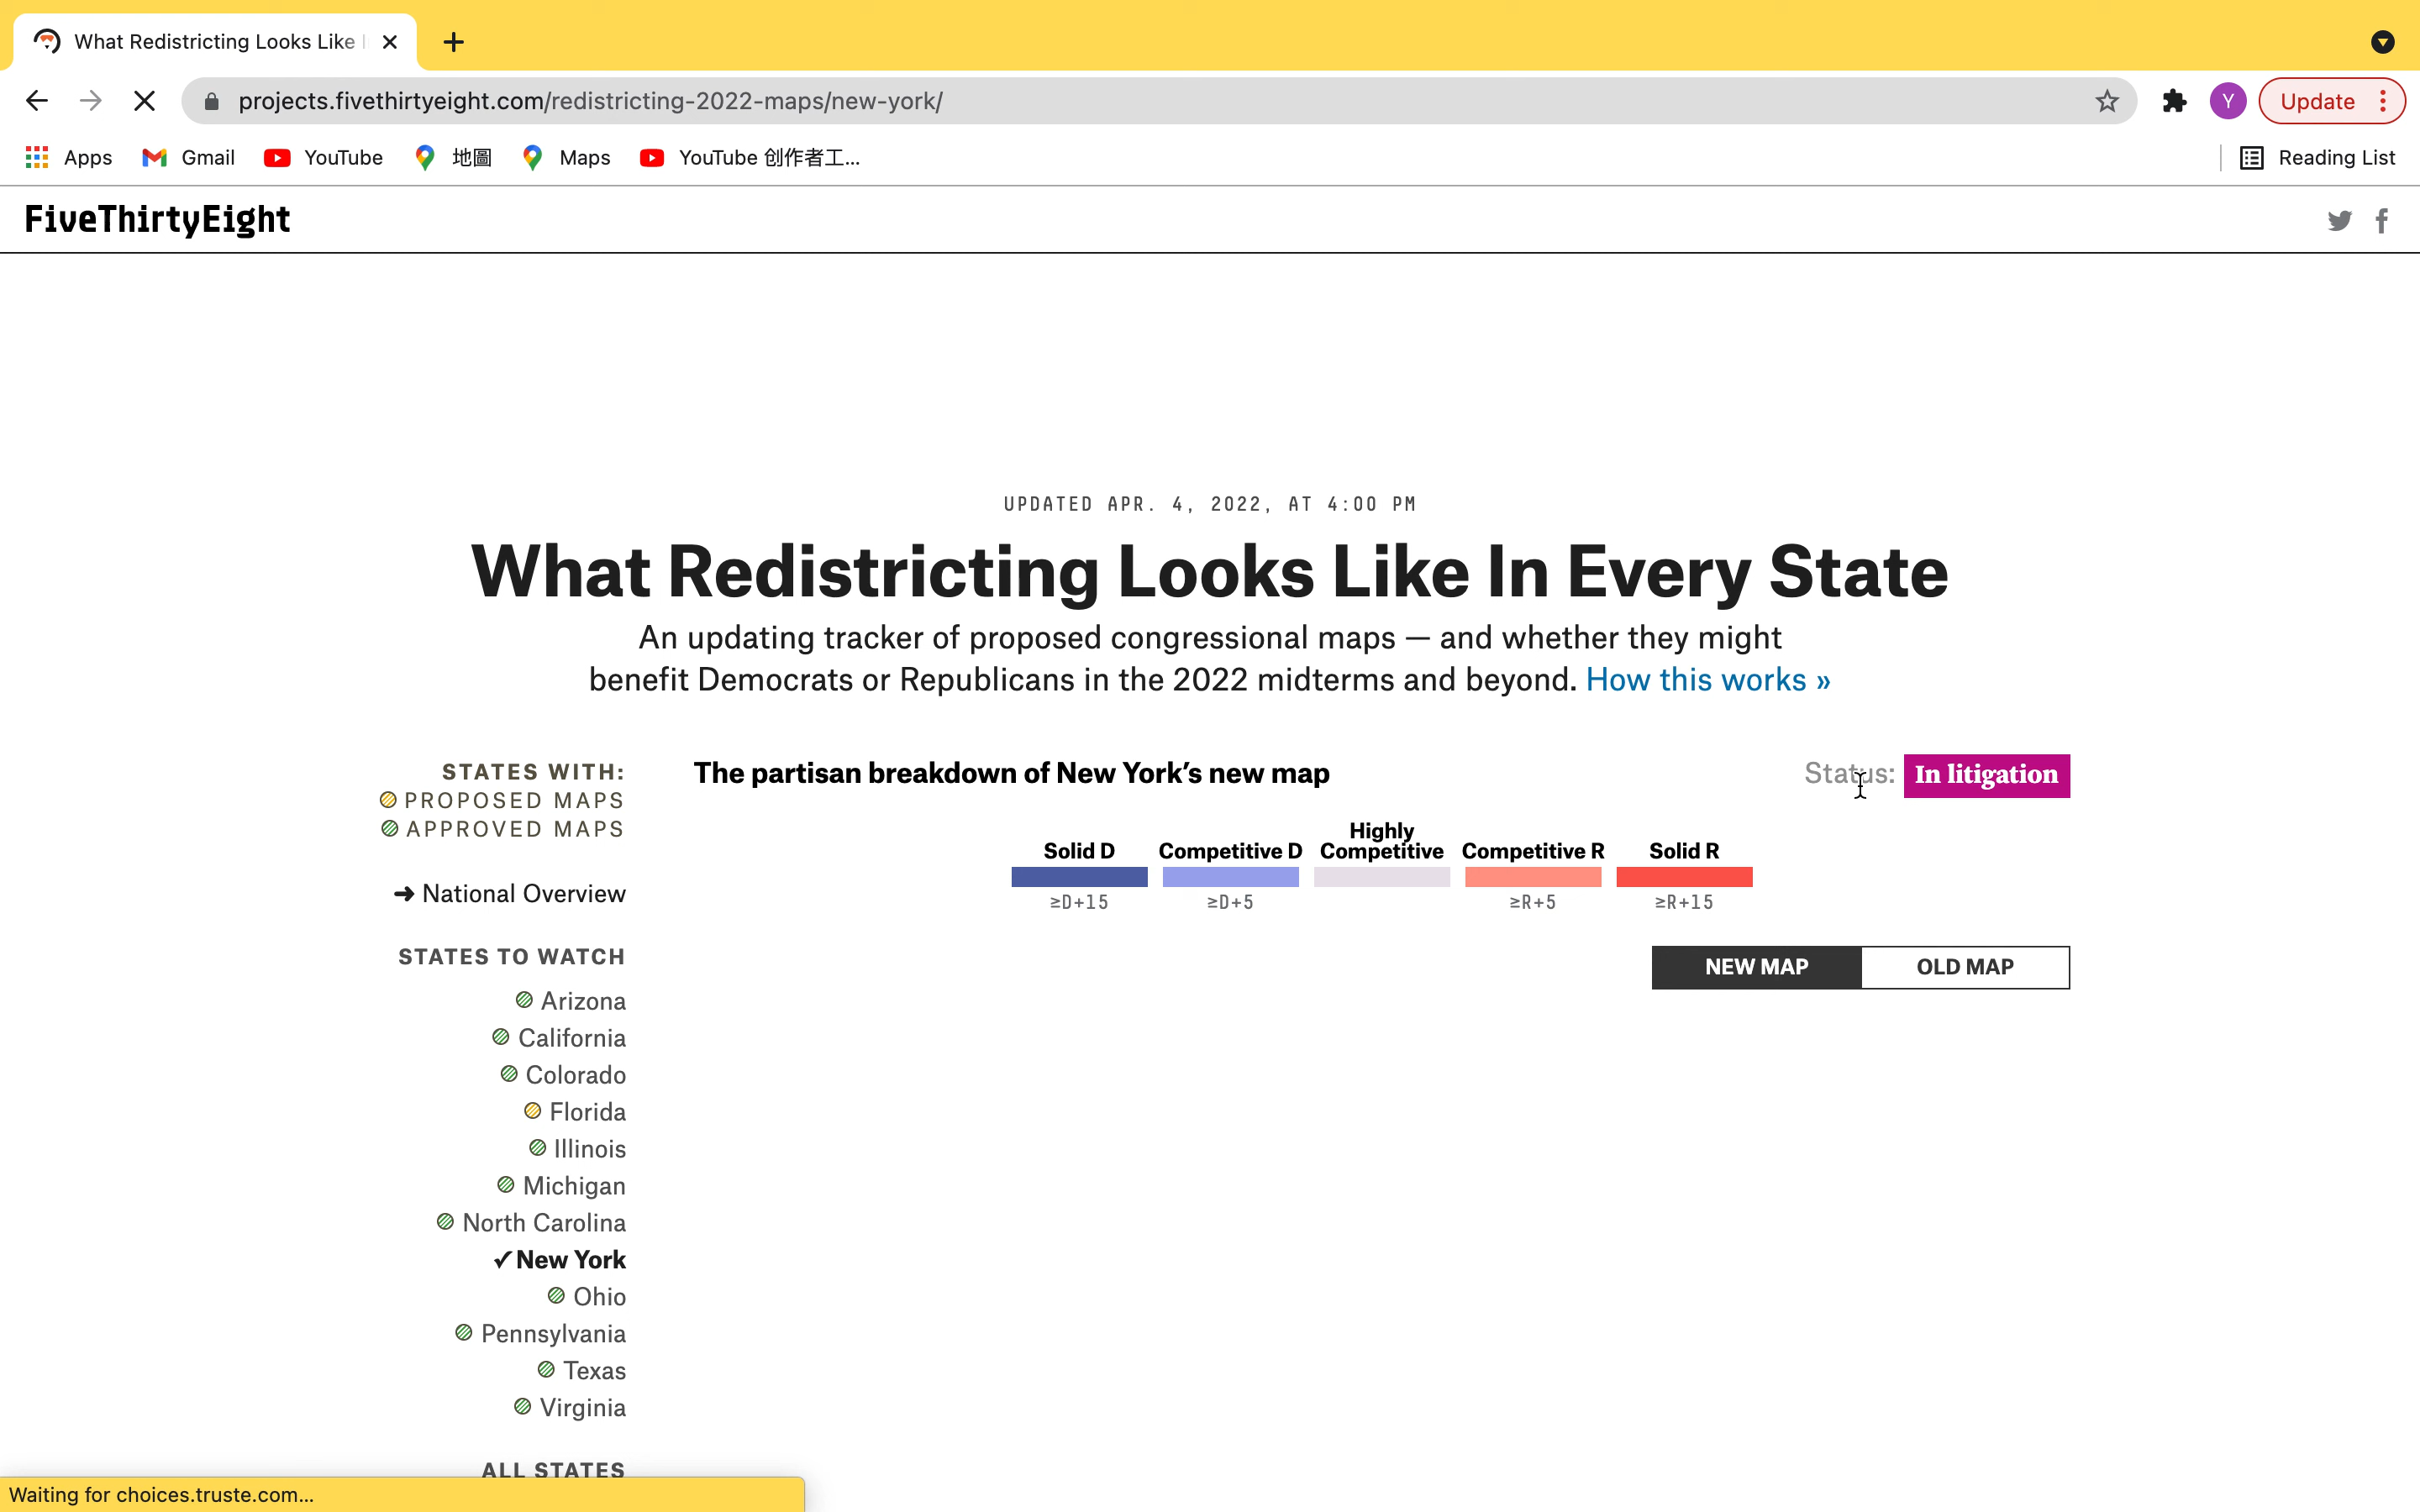 What Redistricting Looks Like
projects.fivethirtyeight.com/redistricting-2022-maps/new-york/
Y
Update
Apps
Gmail
YouTube
地圖
Maps
YouTube 创作者工...
Reading List
FiveThirtyEight
UPDATED APR. 4, 2022, AT 4:00 PM
What Redistricting Looks Like In Every State
An updating tracker of proposed congressional maps — and whether they might
benefit Democrats or Republicans in the 2022 midterms and beyond. How this works »
STATES WITH:
PROPOSED MAPS
APPROVED MAPS
➔ National Overview
STATES TO WATCH
Arizona
California
Colorado
Florida
Illinois
Michigan
North Carolina
✓New York
Ohio
Pennsylvania
Texas
Virginia
ALL STATES
The partisan breakdown of New York's new map
Status: In litigation
Solid D
Competitive D
Highly
Competitive
Competitive R
Solid R
≥D+15
≥D+5
≥R+5
≥R+15
NEW MAP
OLD MAP
Waiting for choices.truste.com...